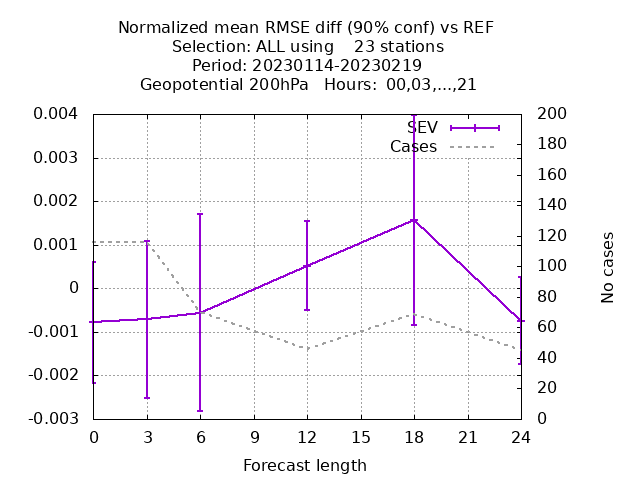 Normalized mean RMSE diff (90% conf) vs REF
Selection: ALL using    23 stations
Period: 20230114-20230219
Geopotential 200hPa   Hours:  00,03,...,21
SEV
Cases
0.004
0.003
0.002
0.001
0
-0.001
-0.002
-0.003
200
180
160
140
120
100
80
60
40
20
0
No cases
0 3 6 9 12 15 18 21 24
Forecast length